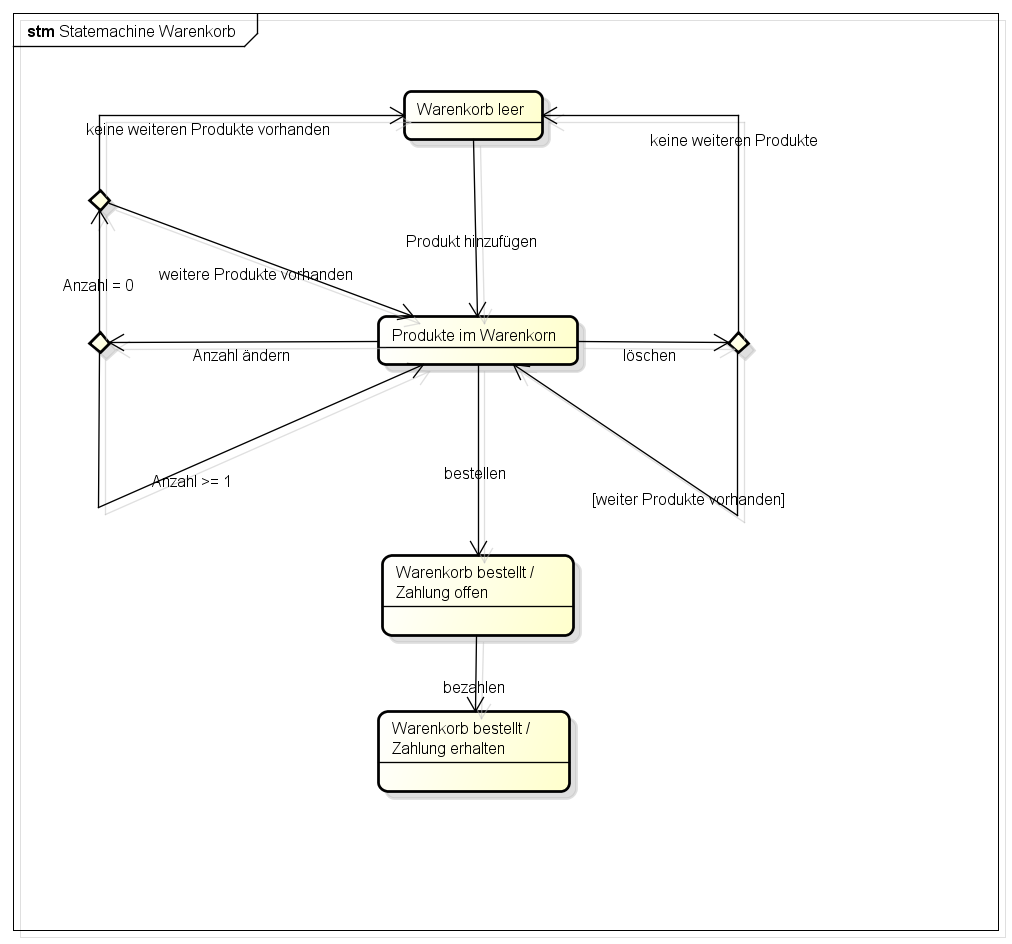 stm Statemachine Warenkorb
Warenkorb leer
keine weiteren Produkte vorhanden
keine weiteren Produkte
Produkt hinzufügen
weitere Produkte vorhanden
Anzahl = 0
Produkte im Warenkorn
Anzahl ändern
löschen
bestellen
Anzahl >= 1
[weiter Produkte vorhanden]
Warenkorb bestellt /
Zahlung offen
bezahlen
Warenkorb bestellt /
Zahlung erhalten